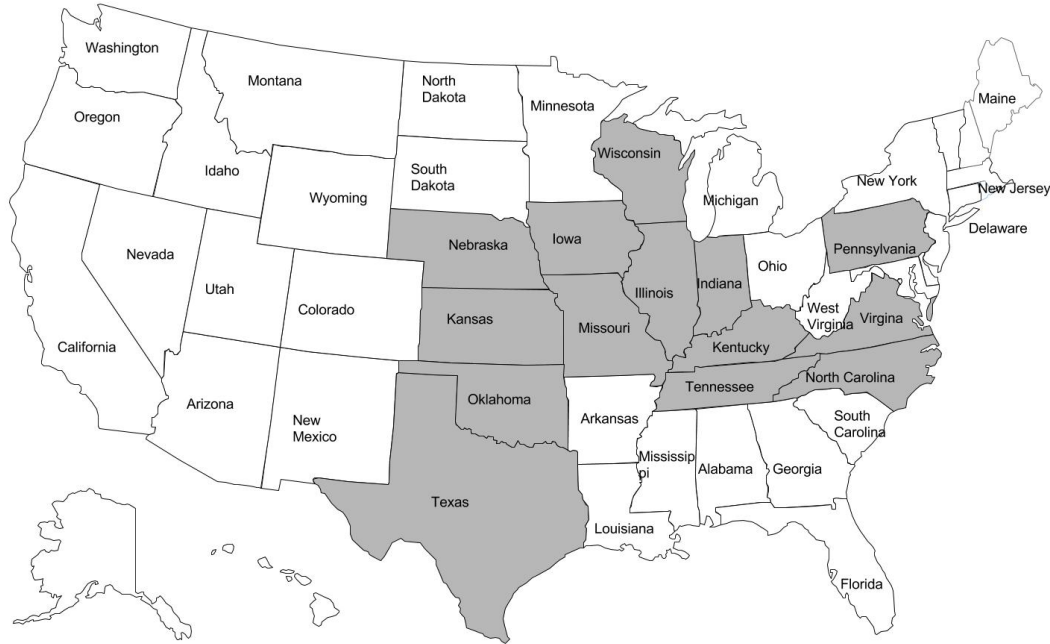 Washington
Montana
North
Dakota
Minnesota
Maine
Oregon
Wisconsin
Idaho
South
Dakota
New York
New Jersey
Wyoming
Michigan
Delaware
Nebraska
Iowa
Pennsylvania
Nevada
Ohio
Utah
Illinois
Indiana
Colorado
Kansas
Missouri
West
Virginia
Virgina
California
Kentucky
Tennessee
North Carolina
Arizona
Oklahoma
New
Mexico
Arkansas
South
Carolina
Mississip
pi
Alabama
Georgia
Texas
Louisiana
Florida